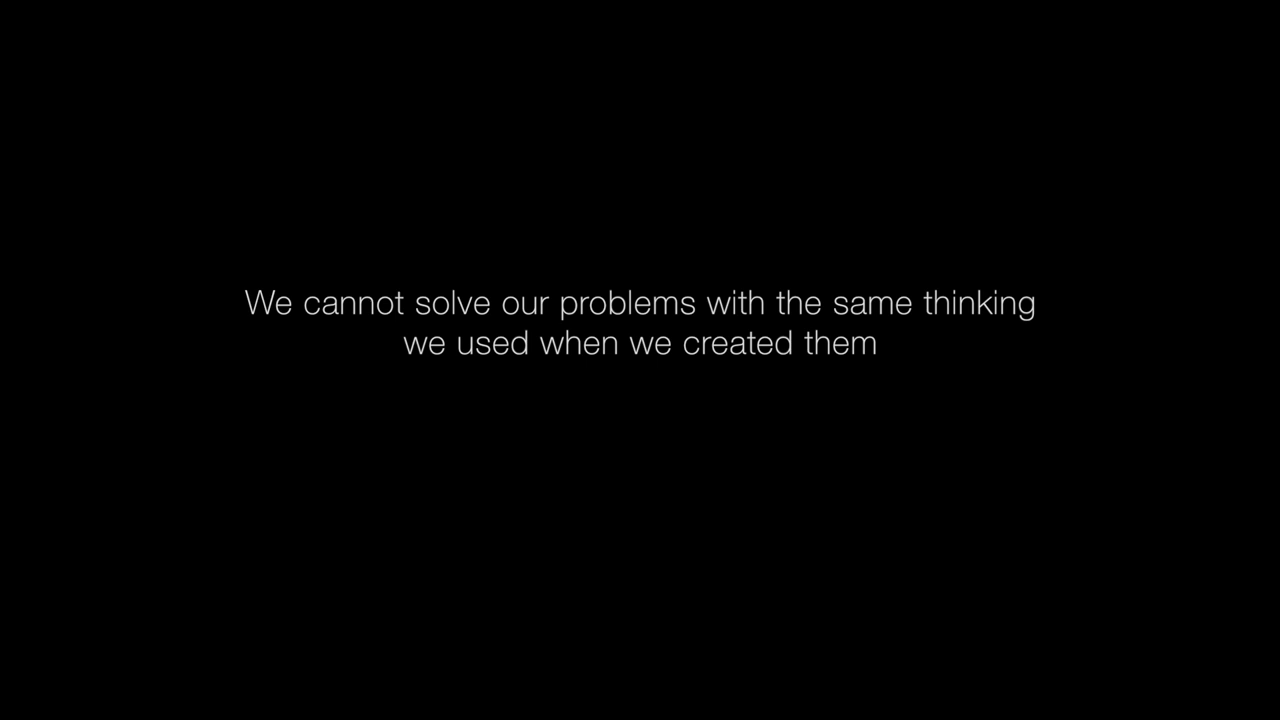 We cannot solve our problems with the same thinking
we used when we created them